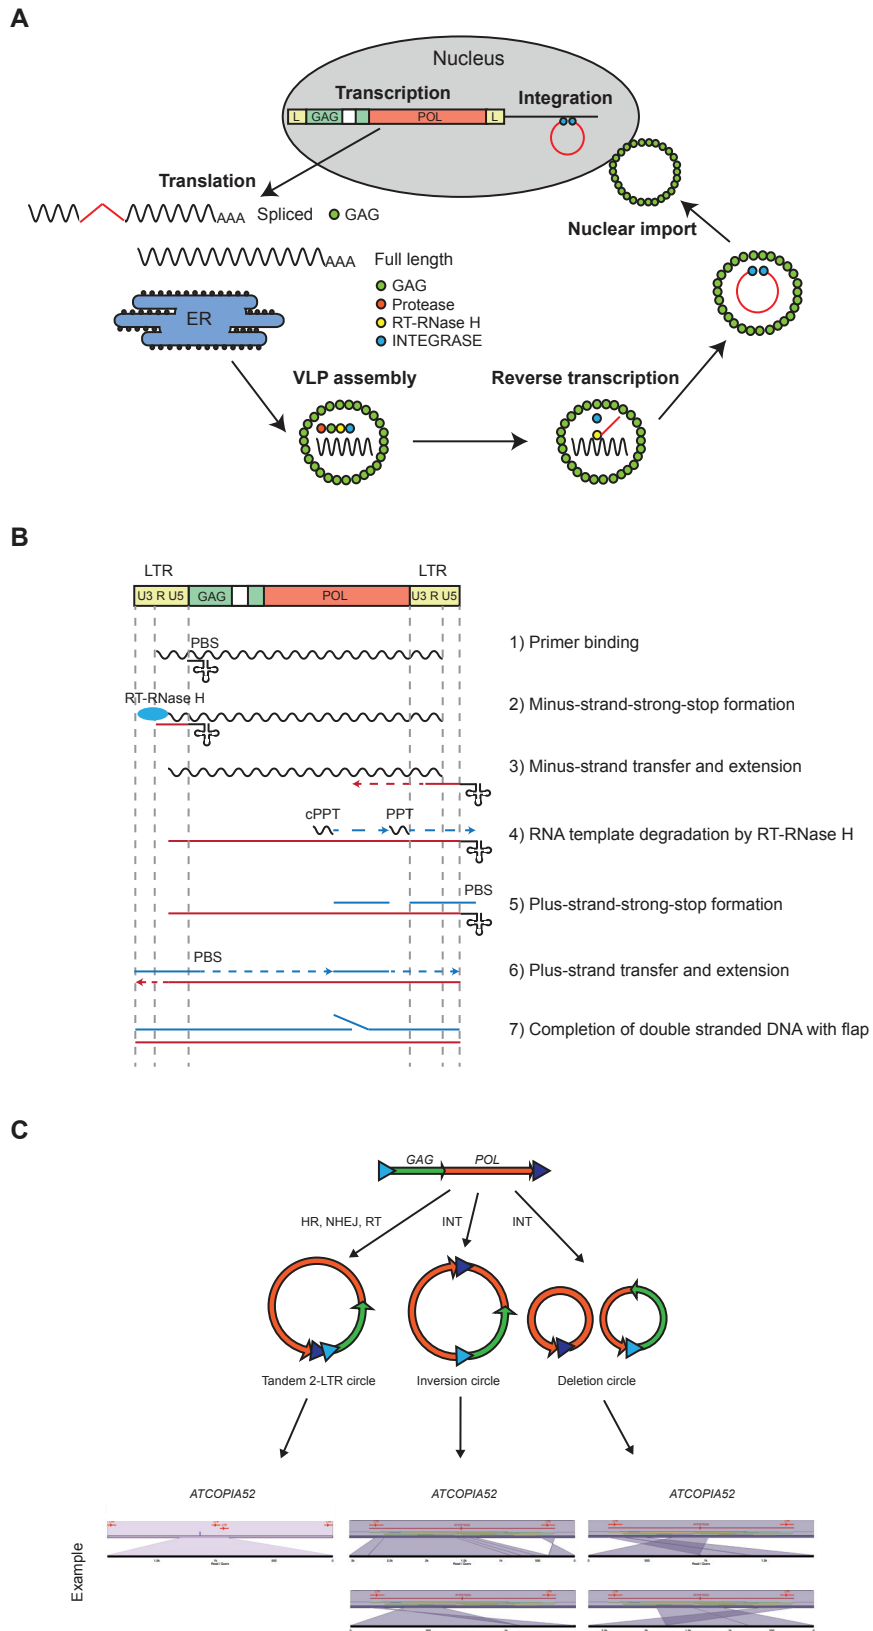 A
Nucleus
Transcription
Integration
L GAG POL L
Translation
AAA Spliced GAG
Nuclear import
AAA Full length
GAG
Protease
RT-RNase H
INTEGRASE
ER
VLP assembly
Reverse transcription
B
LTR LTR
U3 R U5 GAG POL U3 R U5
PBS
1) Primer binding
RT-RNase H
2) Minus-strand-strong-stop formation
3) Minus-strand transfer and extension
cPPT PPT
4) RNA template degradation by RT-RNase H
PBS
5) Plus-strand-strong-stop formation
PBS
6) Plus-strand transfer and extension
7) Completion of double stranded DNA with flap
C
GAG POL
HR, NHEJ, RT INT INT
Tandem 2-LTR circle Inversion circle Deletion circle
ATCOPIA52 ATCOPIA52 ATCOPIA52
Example